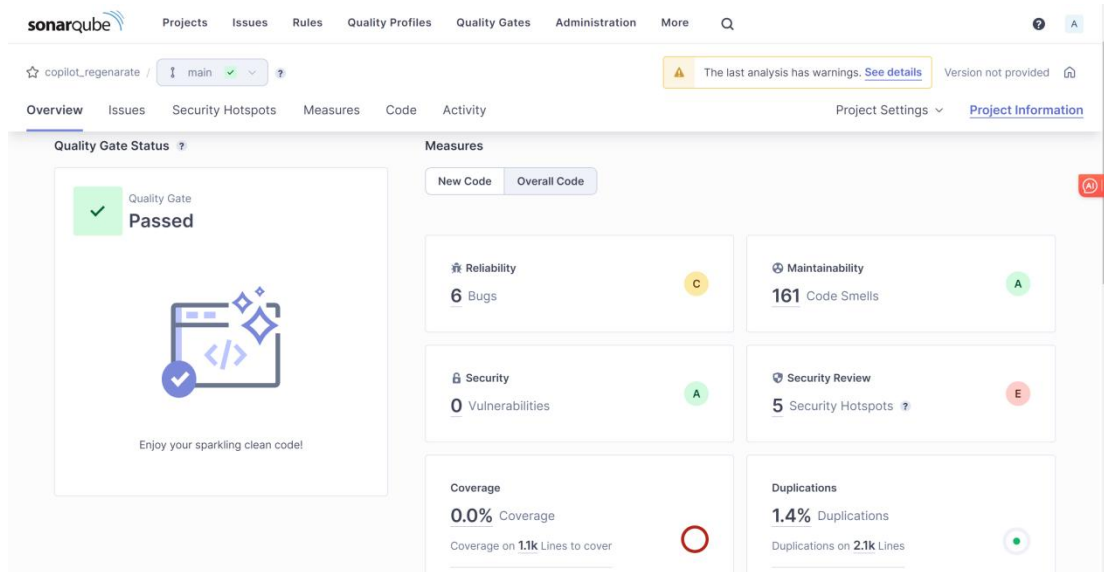 sonarqube Projects Issues Rules Quality Profiles Quality Gates Administration More ? A
copilot_regenarate / main ? The last analysis has warnings. See details Version not provided
Overview Issues Security Hotspots Measures Code Activity Project Settings Project Information
Quality Gate Status ?
Quality Gate
Passed
</>
Enjoy your sparkling clean code!
Measures
New Code Overall Code
AI
Reliability
6 Bugs C
Maintainability
161 Code Smells A
Security
0 Vulnerabilities A
Security Review
5 Security Hotspots ? E
Coverage
0.0% Coverage
Coverage on 1.1k Lines to cover
Duplications
1.4% Duplications
Duplications on 2.1k Lines